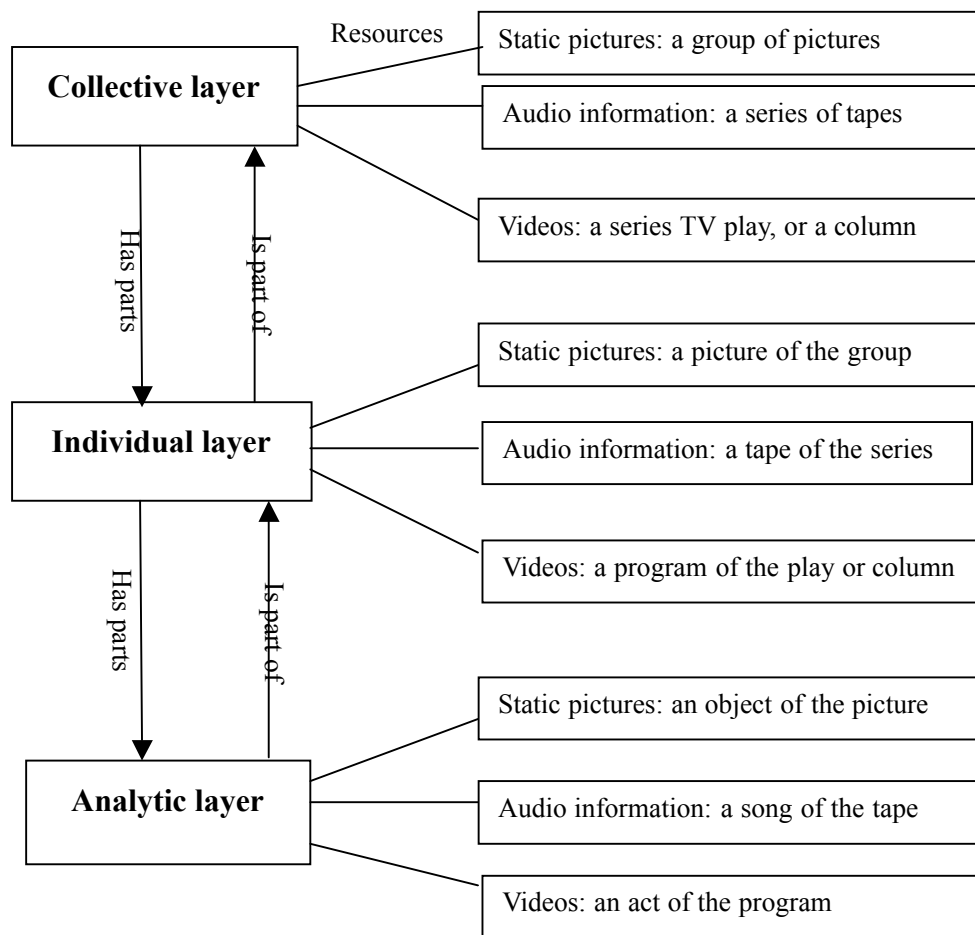 Resources
Static pictures: a group of pictures
Collective layer
Audio information: a series of tapes
Videos: a series TV play, or a column
Has parts
Is part of
Static pictures: a picture of the group
Individual layer
Audio information: a tape of the series
Videos: a program of the play or column
Has parts
Is part of
Static pictures: an object of the picture
Analytic layer
Audio information: a song of the tape
Videos: an act of the program